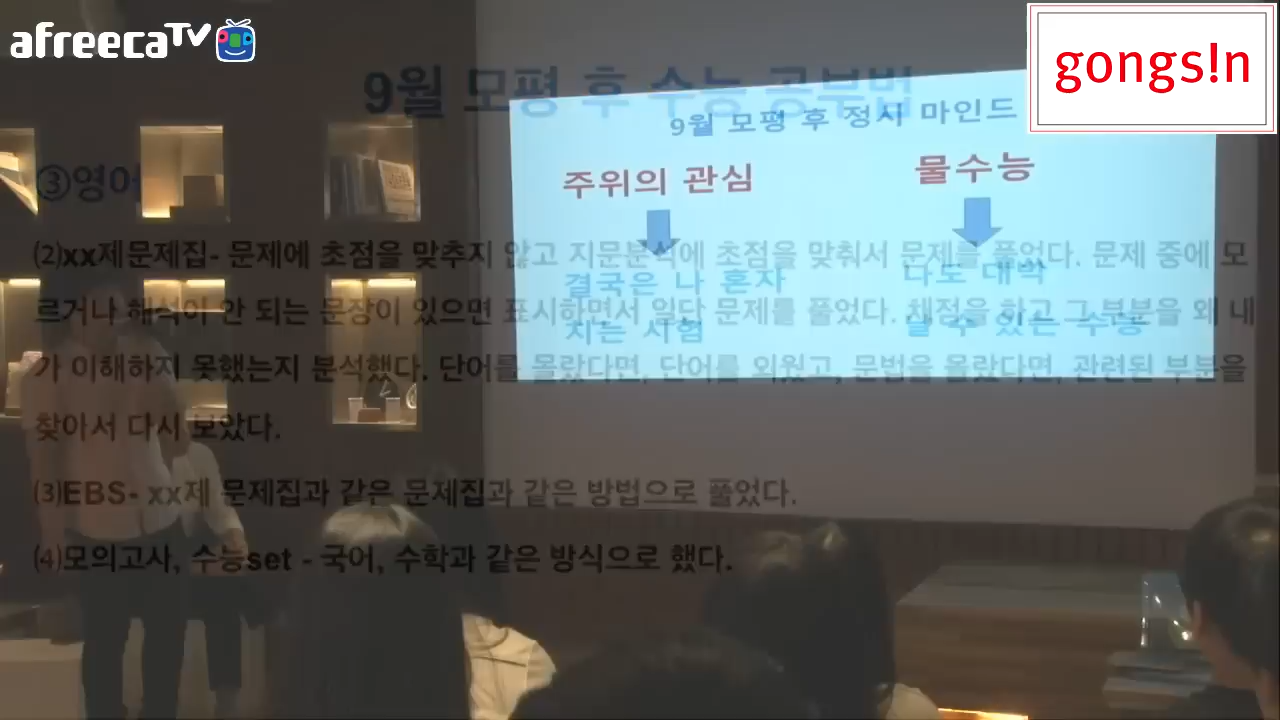 afreecaTV
gongs!n
9월 모평 후 수능 공부법
9월 모평 후 정시 마인드
주위의 관심
물수능
③영어
⑵xx제문제집- 문제에 초점을 맞추지 않고 지문분석에 초점을 맞춰서 문제를 풀었다. 문제 중에 모
결국은 나 혼자
나도 대박
르거나 해석이 안 되는 문장이 있으면 표시하면서 일단 문제를 풀었다. 채점을 하고 그 부분을 왜 내
치는 시험
날 수 있는 수능
가 이해하지 못했는지 분석했다. 단어를 몰랐다면, 단어를 외웠고, 문법을 몰랐다면, 관련된 부분을
찾아서 다시 보았다.
⑶EBS- xx제 문제집과 같은 문제집과 같은 방법으로 풀었다.
⑷모의고사, 수능set - 국어, 수학과 같은 방식으로 했다.